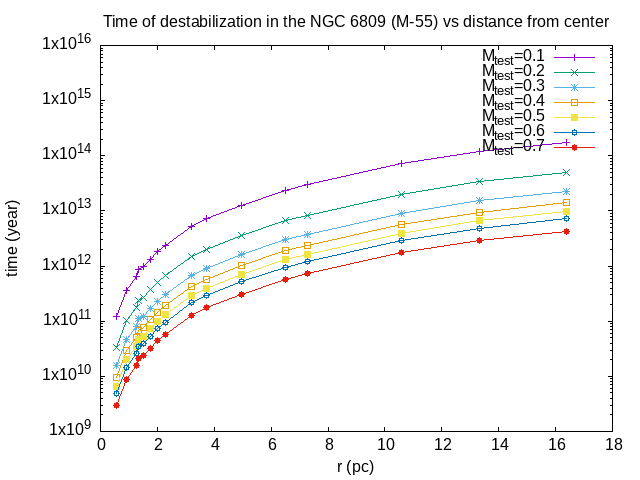 Time of destabilization in the NGC 6809 (M-55) vs distance from center
1x10^16
1x10^15
1x10^14
1x10^13
1x10^12
1x10^11
1x10^10
1x10^9
time (year)
M_test=0.1
M_test=0.2
M_test=0.3
M_test=0.4
M_test=0.5
M_test=0.6
M_test=0.7
0 2 4 6 8 10 12 14 16 18
r (pc)